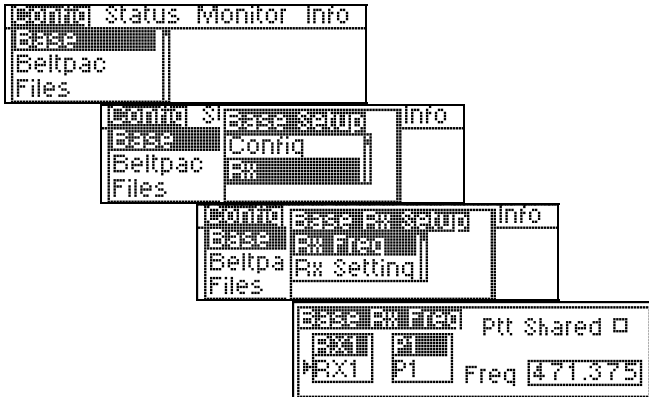 Config Status Monitor Info
Base
Beltpac
Files
Config St Base Setup Info
Base Config
Beltpac Rx
Files
Config Base Rx Setup Info
Base Rx Freq
Beltpa Rx Setting
Files
Base Rx Freq Ptt Shared
RX1 P1
RX1 P1 Freq 471.375